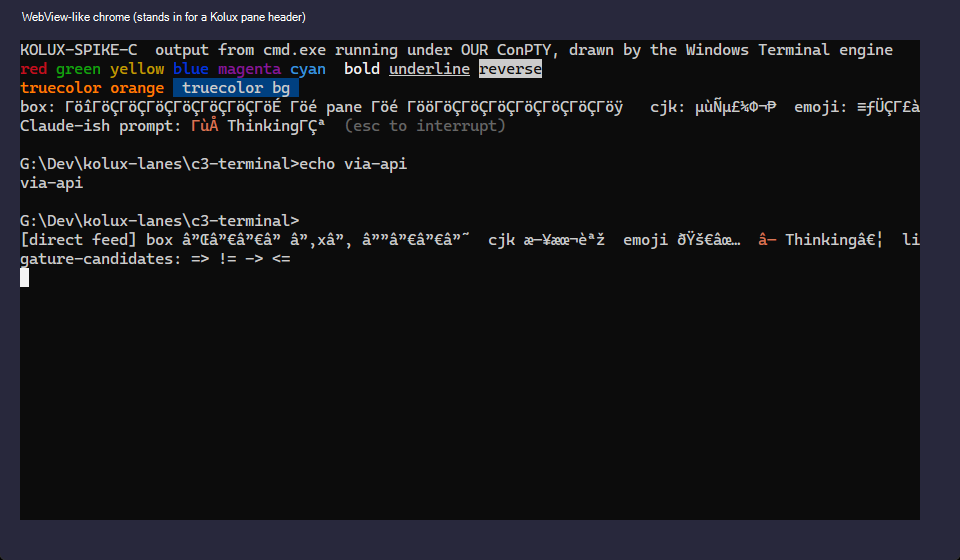 WebView-like chrome (stands in for a Kolux pane header)
KOLUX-SPIKE-C  output from cmd.exe running under OUR ConPTY, drawn by the Windows Terminal engine
red green yellow blue magenta cyan  bold underline reverse
truecolor orange  truecolor bg
box: ΓöîΓöÇΓöÇΓöÇΓöÇΓöÇΓöÇΓöÇΓöÉ Γöé pane Γöé ΓööΓöÇΓöÇΓöÇΓöÇΓöÇΓöÇΓöÇΓöÿ   cjk: µùÑµ£¼Φ¬₧  emoji: ≡ƒÜÇΓ£à
Claude-ish prompt: ΓùÅ ThinkingΓÇª  (esc to interrupt)
G:\Dev\kolux-lanes\c3-terminal>echo via-api
via-api
G:\Dev\kolux-lanes\c3-terminal>
[direct feed] box â”Œâ”€â”€â” â”‚xâ”‚ â””â”€â”€â”˜  cjk æ—¥æœ¬èªž  emoji ðŸš€âœ…  â— Thinkingâ€¦  li
gature-candidates: => != -> <=